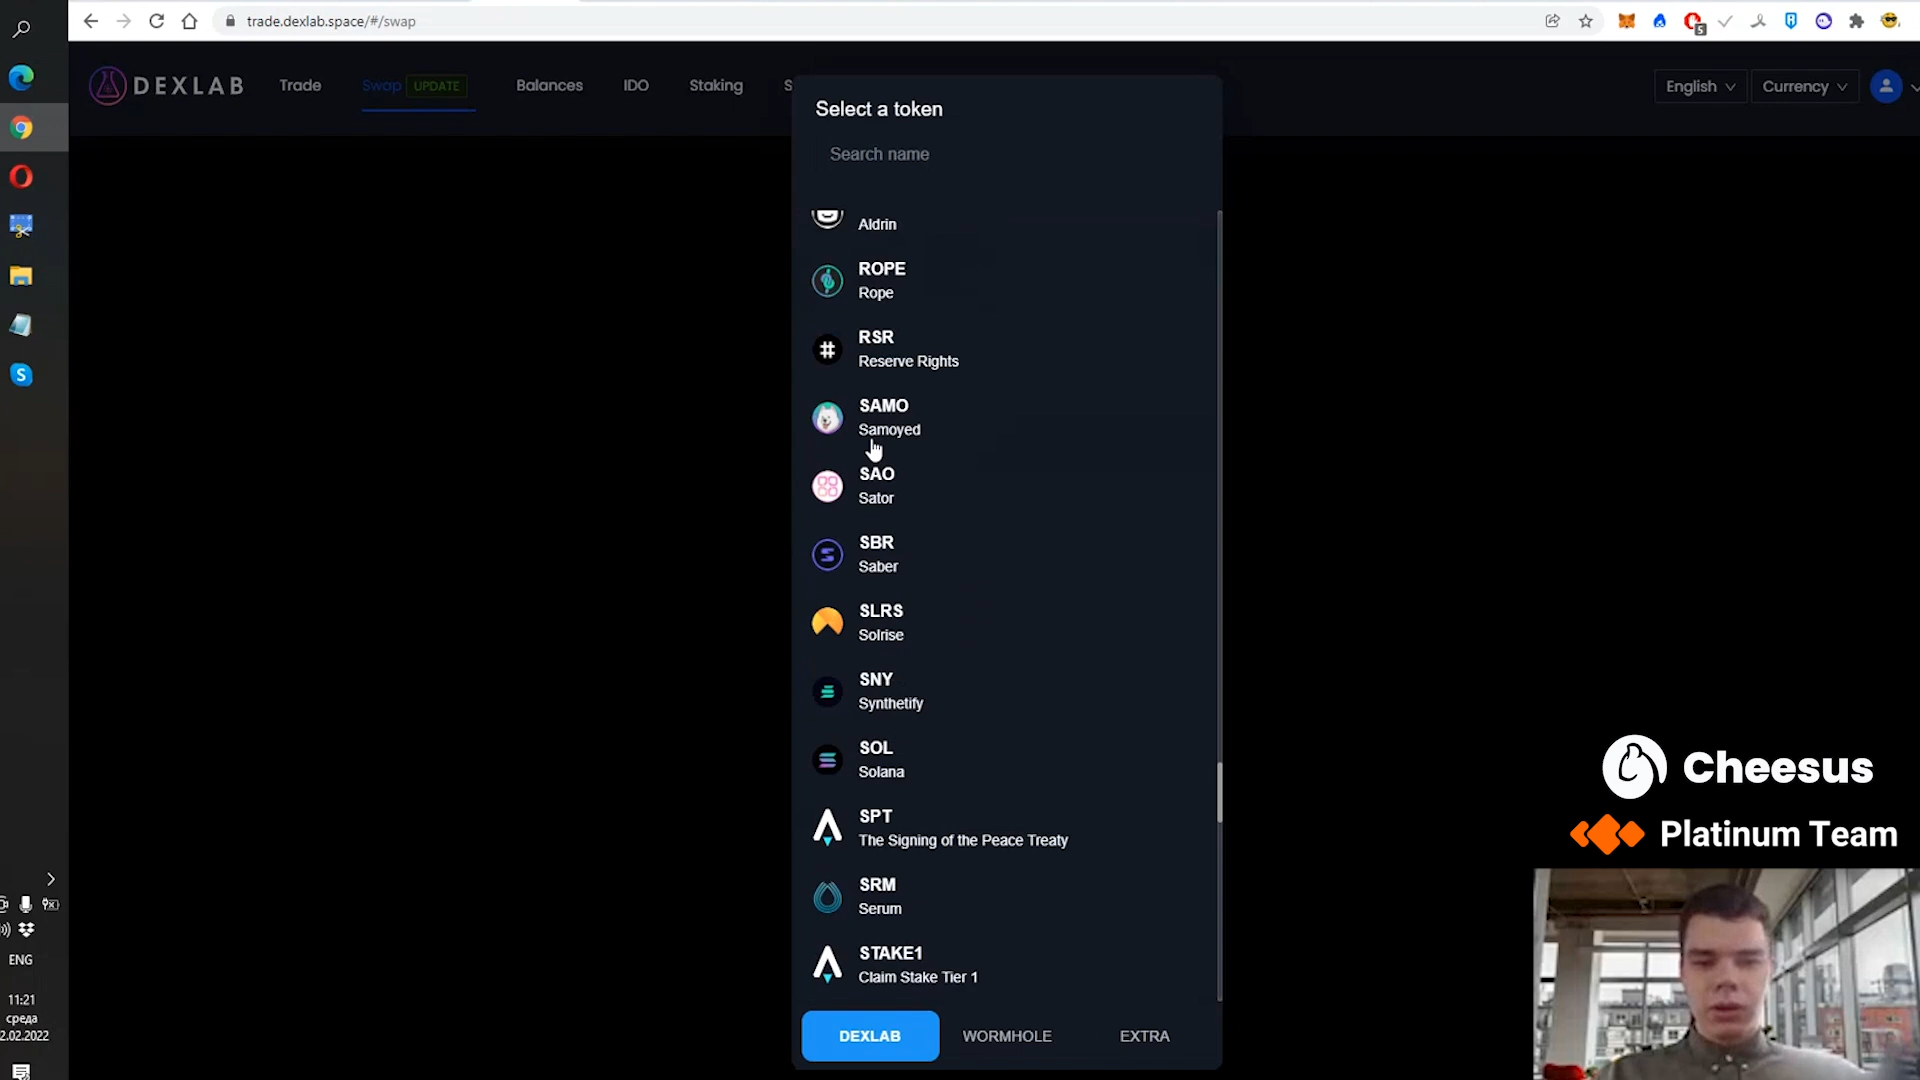 trade.dexlab.space/#/swap
5
DEXLAB
Trade
Swap UPDATE
Balances
IDO
Staking
S
English
Currency
Select a token
Search name
Aldrin
ROPE
Rope
RSR
Reserve Rights
SAMO
Samoyed
SAO
Sator
SBR
Saber
SLRS
Solrise
SNY
Synthetify
SOL
Solana
SPT
The Signing of the Peace Treaty
SRM
Serum
STAKE1
Claim Stake Tier 1
DEXLAB
WORMHOLE
EXTRA
Cheesus
Platinum Team
ENG
11:21
среда
2.02.2022